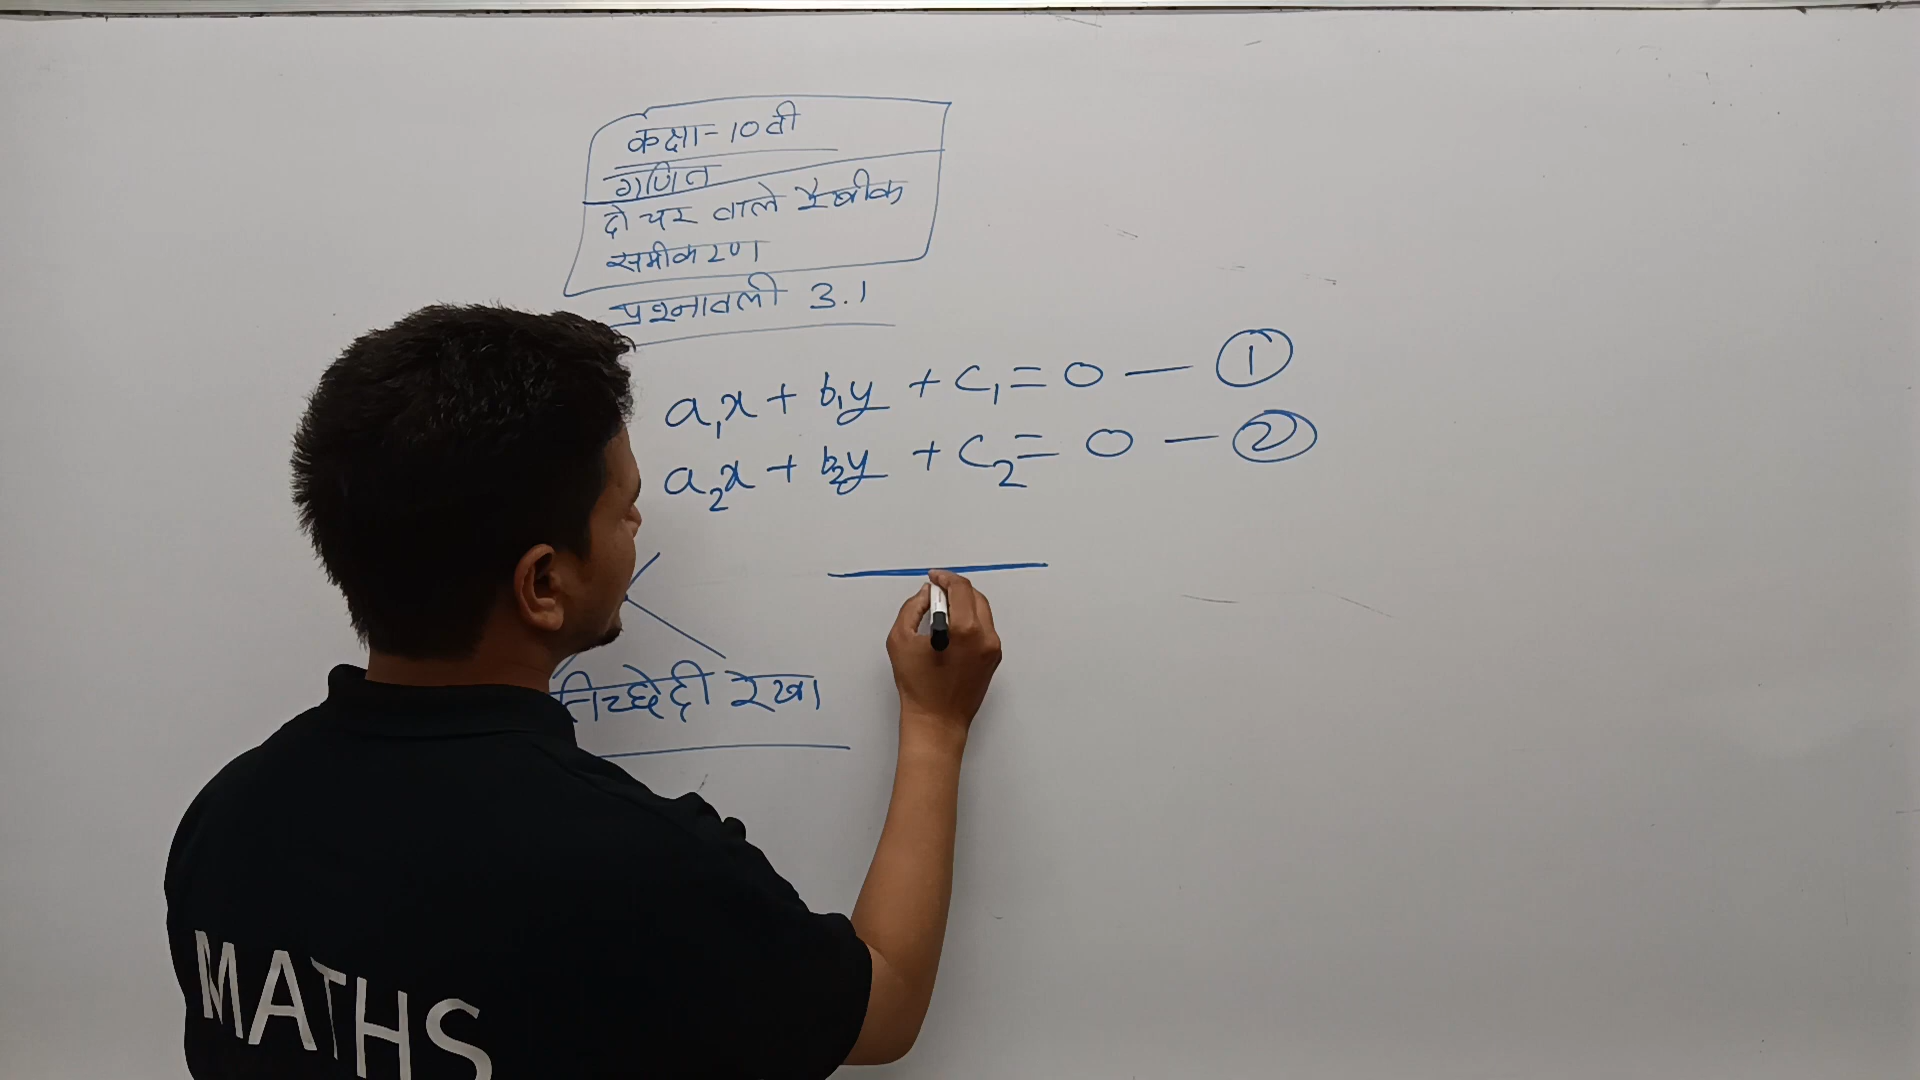 कक्षा-10वी
गणित
दो चर वाले रैखीक
समीकरण
प्रश्नावली 3.1
a₁x + b₁y + c₁ = 0 — ①
a₂x + b₂y + c₂ = 0 — ②
तिच्छेदी रेखा
MATHS